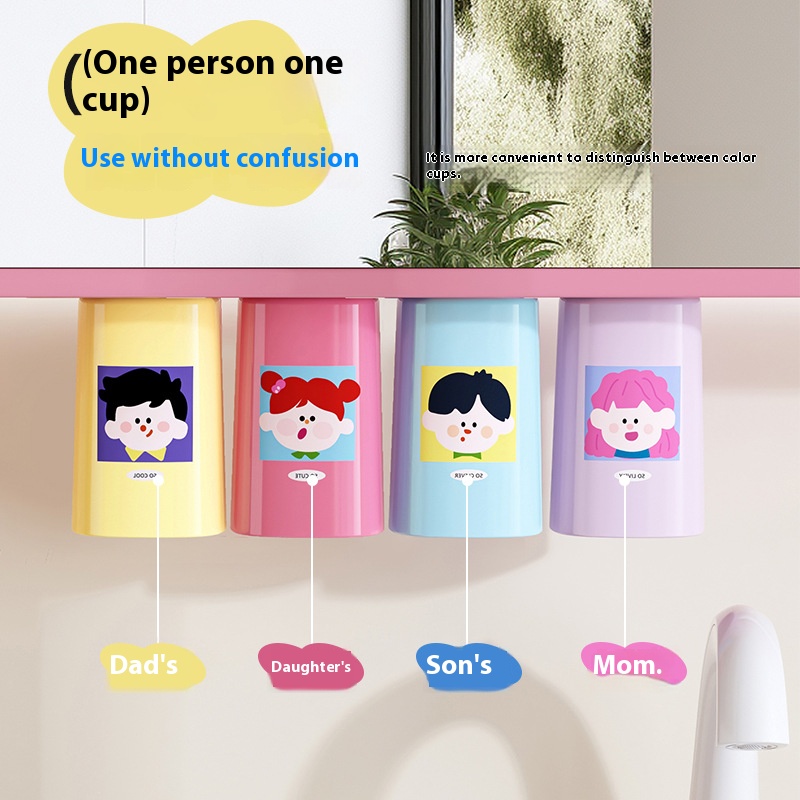 ((One person one
cup)
Use without confusion
It is more convenient to distinguish between color
cups.
SO COOL
SO CUTE
SO CLEVER
SO LIVELY
Dad's
Daughter's
Son's
Mom.